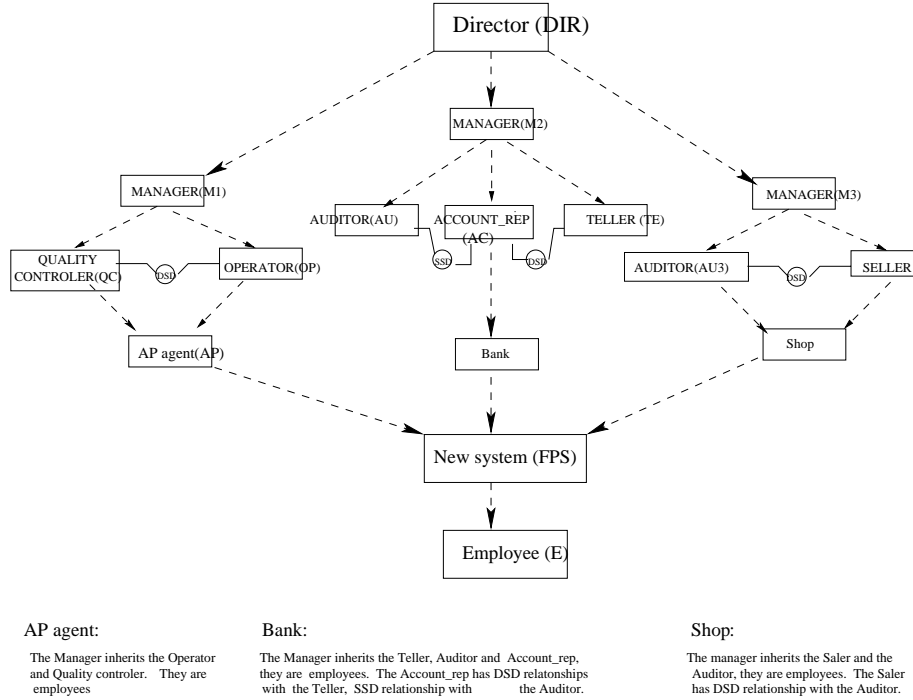 Director (DIR)
MANAGER(M2)
MANAGER(M1)
MANAGER(M3)
AUDITOR(AU)
ACCOUNT_REP
(AC)
TELLER (TE)
QUALITY
CONTROLER(QC)
DSD
OPERATOR(OP)
SSD
DSD
AUDITOR(AU3)
DSD
SELLER
AP agent(AP)
Bank
Shop
New system (FPS)
Employee (E)
AP agent:
The Manager inherits the Operator
and Quality controler. They are
employees
Bank:
The Manager inherits the Teller, Auditor and Account_rep,
they are employees. The Account_rep has DSD relatonships
with the Teller, SSD relationship with the Auditor.
Shop:
The manager inherits the Saler and the
Auditor, they are employees. The Saler
has DSD relationship with the Auditor.